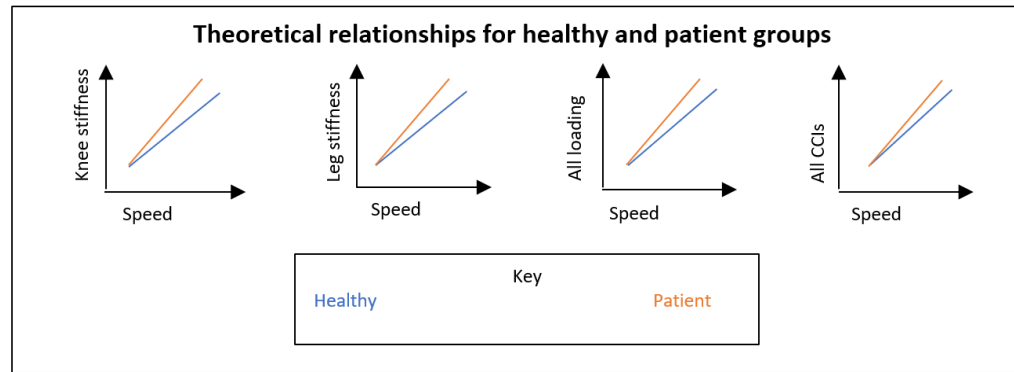 Theoretical relationships for healthy and patient groups
Knee stiffness
Speed
Leg stiffness
Speed
All loading
Speed
All CCIs
Speed
Key
Healthy
Patient